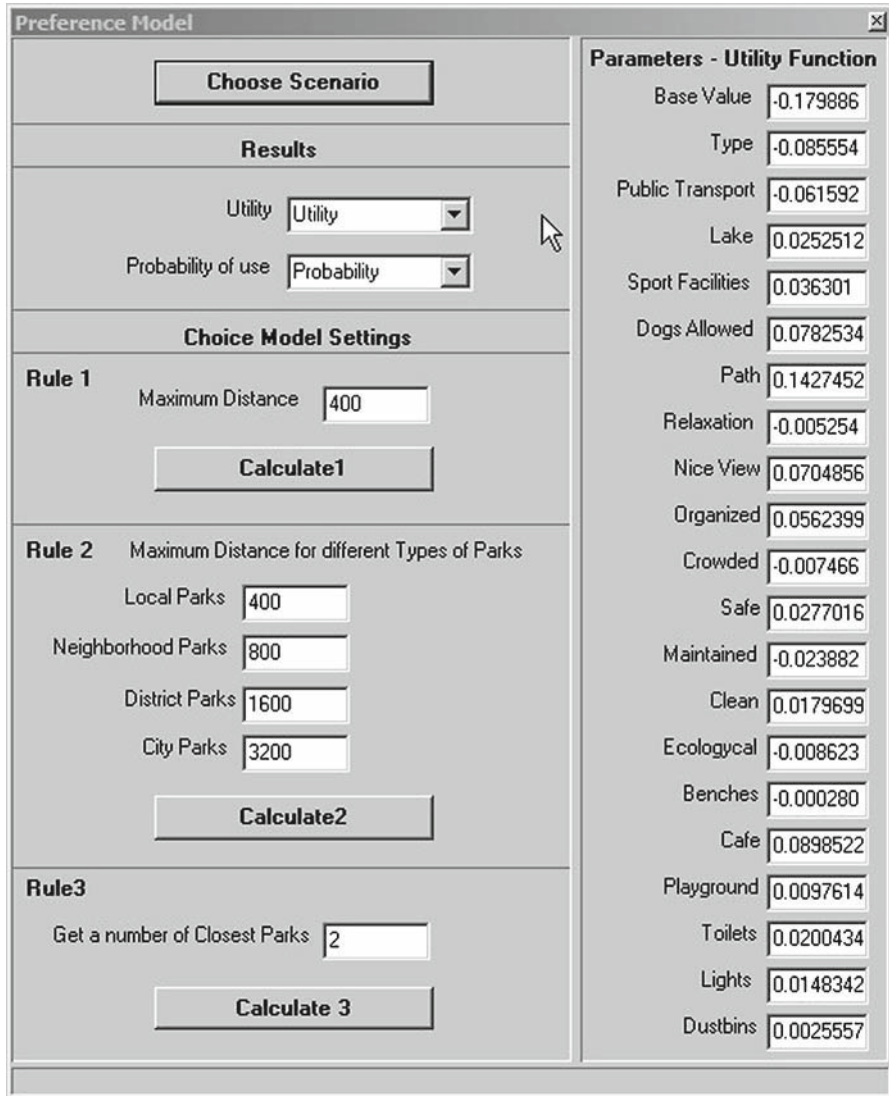 Preference Model
Choose Scenario
Results
Utility Utility
Probability of use Probability
Choice Model Settings
Rule 1
Maximum Distance 400
Calculate1
Rule 2 Maximum Distance for different Types of Parks
Local Parks 400
Neighborhood Parks 800
District Parks 1600
City Parks 3200
Calculate2
Rule3
Get a number of Closest Parks 2
Calculate 3
Parameters - Utility Function
Base Value -0.179886
Type -0.085554
Public Transport -0.061592
Lake 0.0252512
Sport Facilities 0.036301
Dogs Allowed 0.0782534
Path 0.1427452
Relaxation -0.005254
Nice View 0.0704856
Organized 0.0562399
Crowded -0.007466
Safe 0.0277016
Maintained -0.023882
Clean 0.0179699
Ecologycal -0.008623
Benches -0.000280
Cafe 0.0898522
Playground 0.0097614
Toilets 0.0200434
Lights 0.0148342
Dustbins 0.0025557